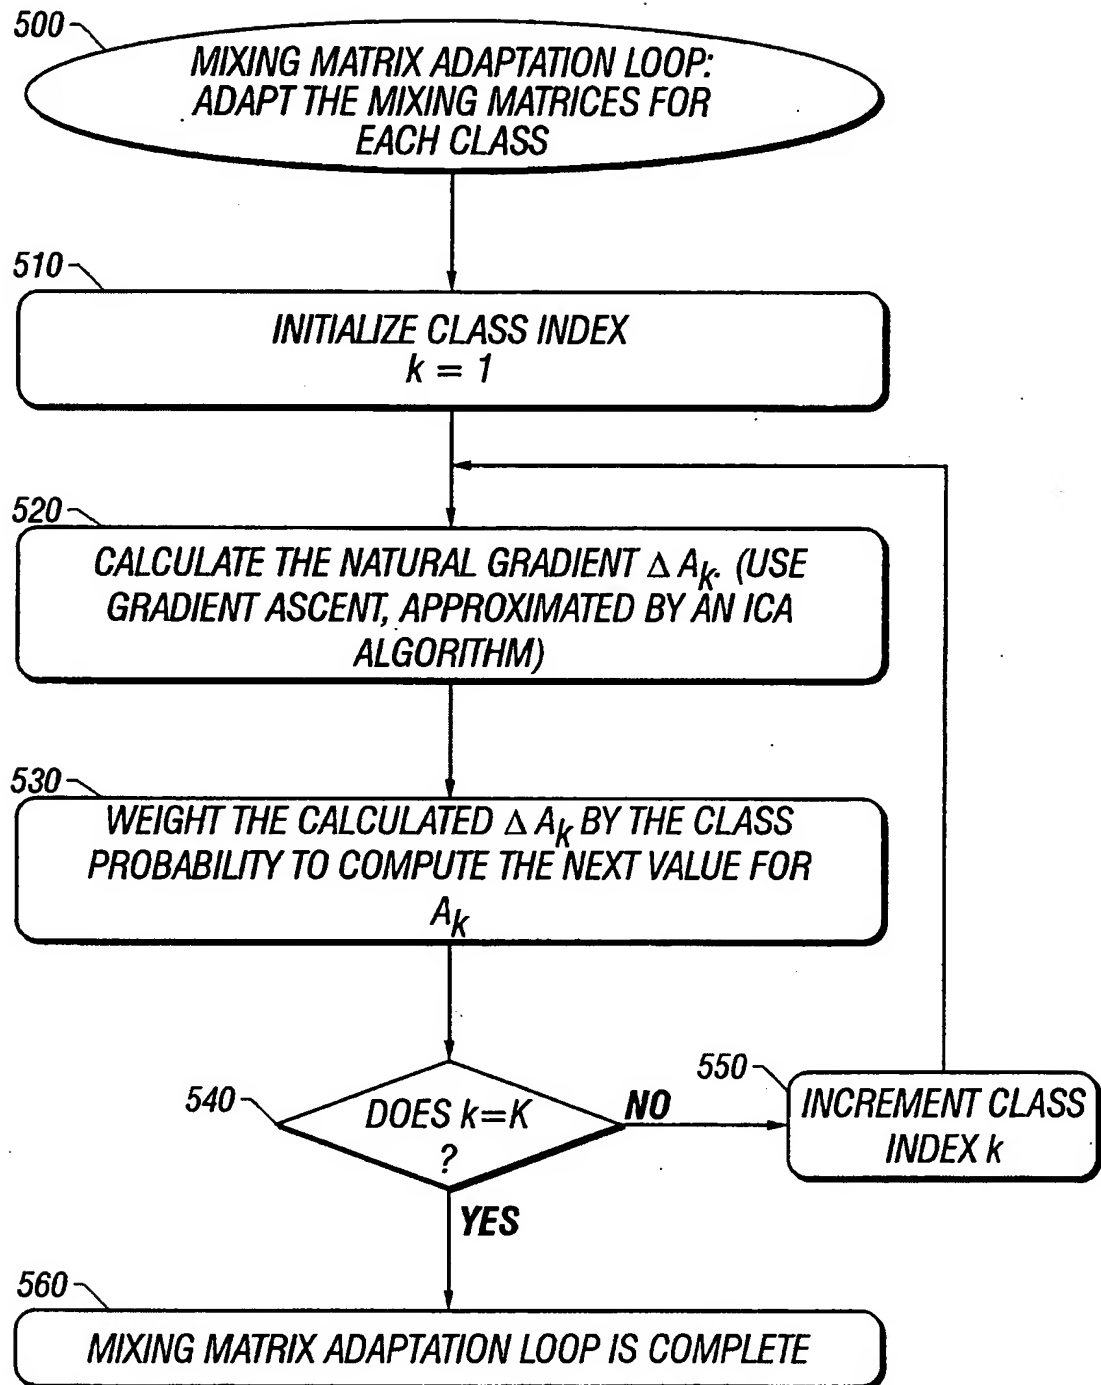 500
MIXING MATRIX ADAPTATION LOOP:
ADAPT THE MIXING MATRICES FOR
EACH CLASS
510
INITIALIZE CLASS INDEX
k = 1
520
CALCULATE THE NATURAL GRADIENT Δ Ak. (USE
GRADIENT ASCENT, APPROXIMATED BY AN ICA
ALGORITHM)
530
WEIGHT THE CALCULATED Δ Ak BY THE CLASS
PROBABILITY TO COMPUTE THE NEXT VALUE FOR
Ak
540
DOES k=K
?
NO
550
INCREMENT CLASS
INDEX k
YES
560
MIXING MATRIX ADAPTATION LOOP IS COMPLETE